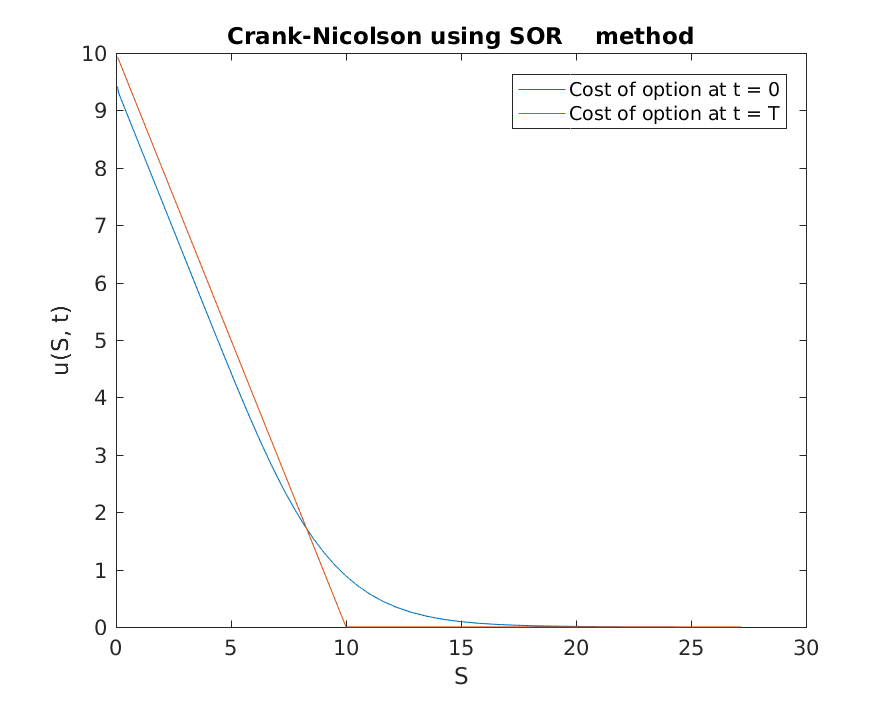 Crank-Nicolson using SOR    method
Cost of option at t = 0
Cost of option at t = T
10
9
8
7
6
5
4
3
2
1
0
u(S, t)
0 5 10 15 20 25 30
S